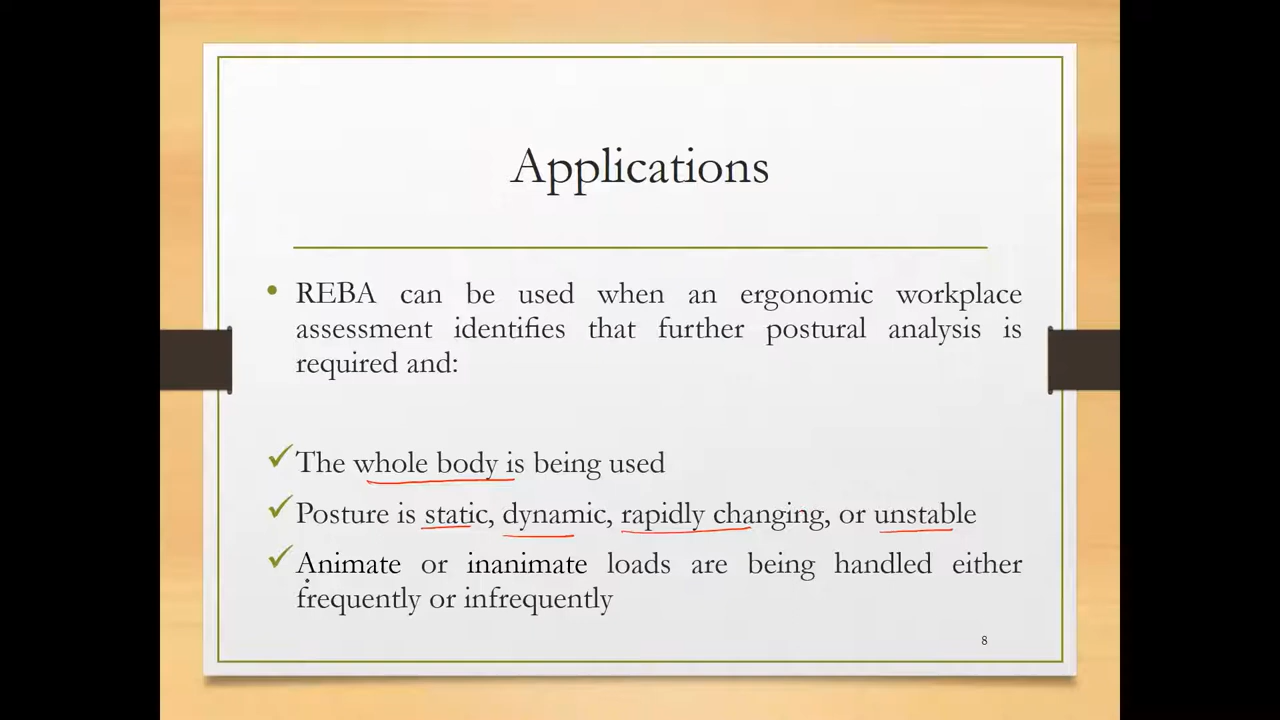 Applications
• REBA can be used when an ergonomic workplace
assessment identifies that further postural analysis is
required and:
✓The whole body is being used
✓Posture is static, dynamic, rapidly changing, or unstable
✓Animate or inanimate loads are being handled either
frequently or infrequently
8